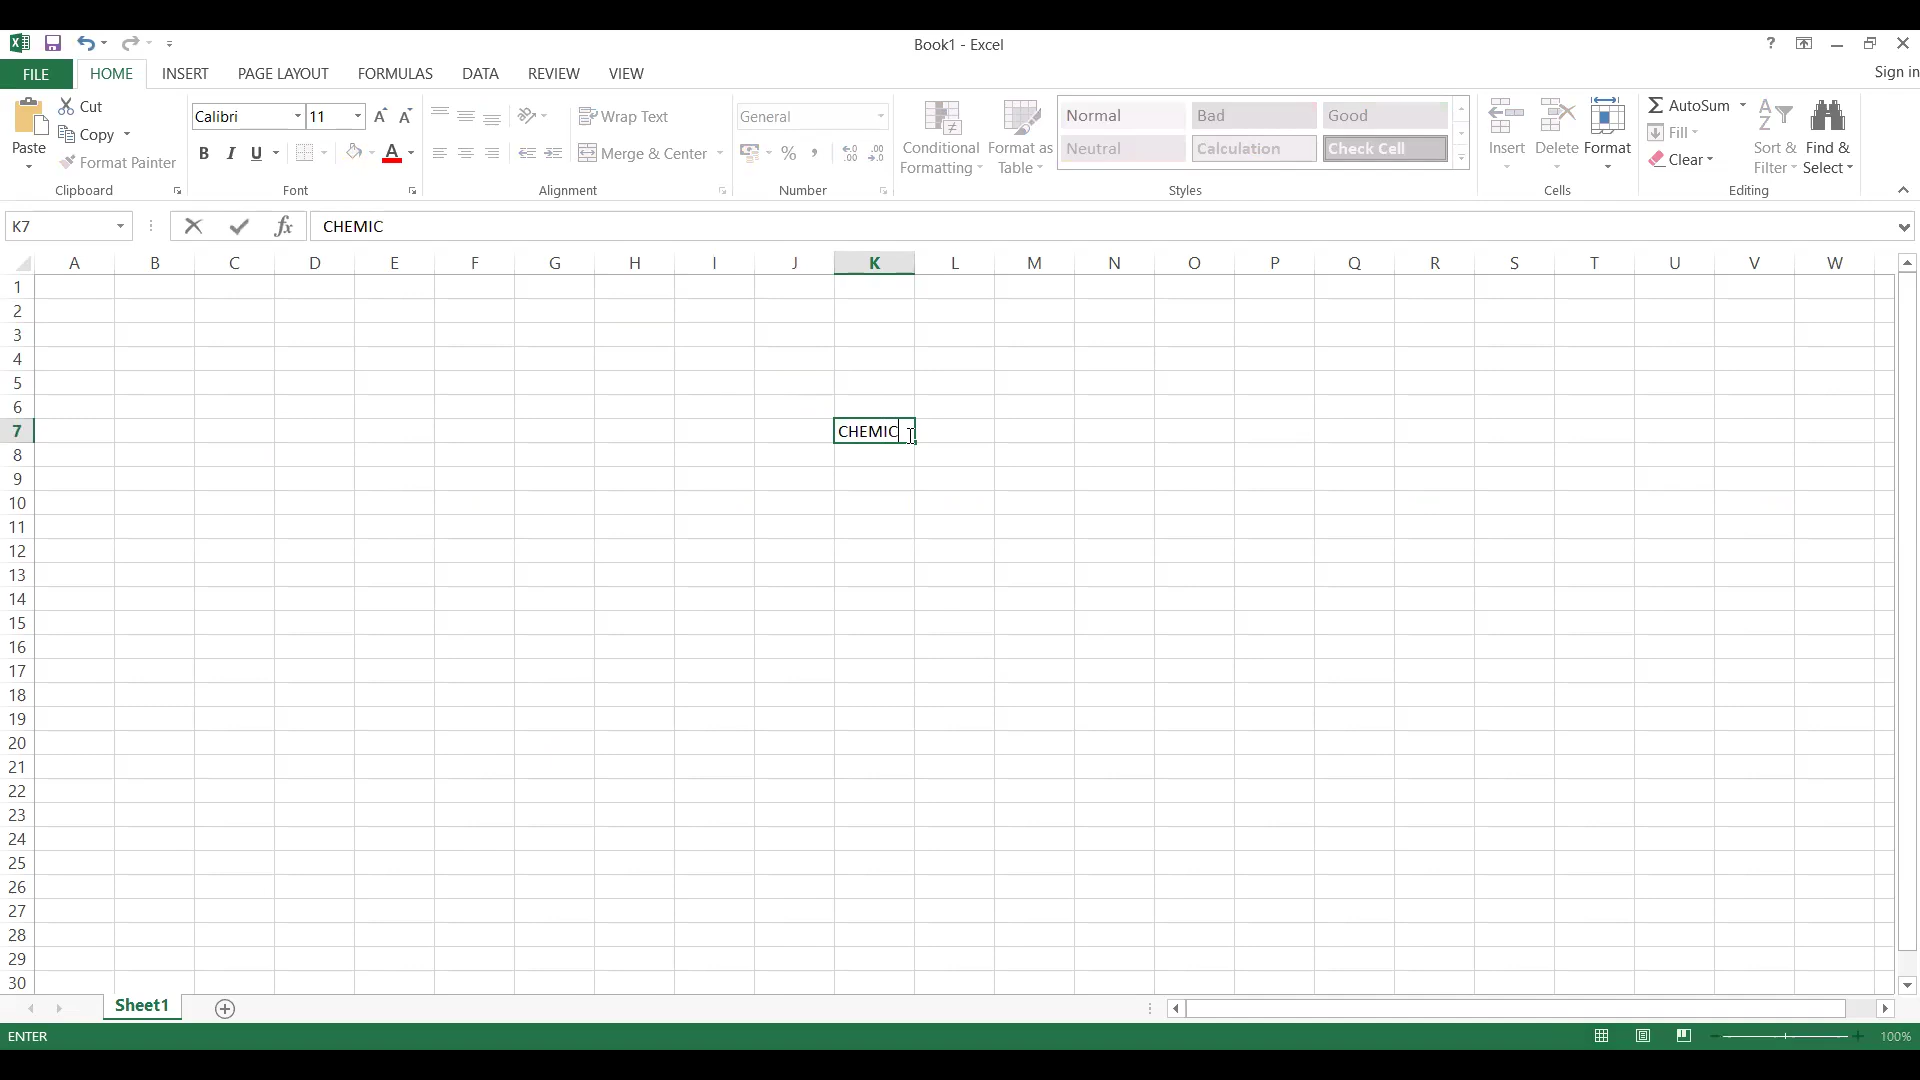 Book1 - Excel
?
FILE HOME INSERT PAGE LAYOUT FORMULAS DATA REVIEW VIEW Sign in
Paste
Cut
Copy
Format Painter
Clipboard
Calibri 11
B I U A
Font
Wrap Text
Merge & Center
Alignment
General
%
Number
Conditional
Formatting
Format as
Table
Normal Bad Good
Neutral Calculation Check Cell
Styles
Insert Delete Format
Cells
AutoSum
Fill
Clear
Sort &
Filter
Find &
Select
Editing
K7 fx CHEMIC
A B C D E F G H I J K L M N O P Q R S T U V W
1
2
3
4
5
6
7 CHEMIC
8
9
10
11
12
13
14
15
16
17
18
19
20
21
22
23
24
25
26
27
28
29
30
Sheet1
ENTER 100%